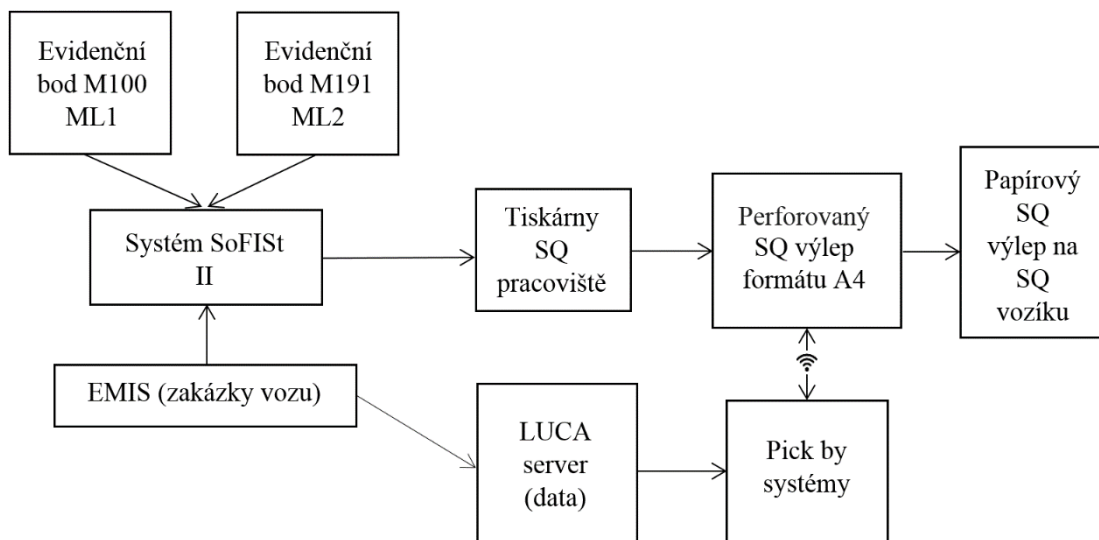 Evidenční
bod M100
ML1
Evidenční
bod M191
ML2
Systém SoFISt
II
Tiskárny
SQ
pracoviště
Perforovaný
SQ výlep
formátu A4
Papírový
SQ
výlep na
SQ
vozíku
EMIS (zakázky vozu)
LUCA
server
(data)
Pick by
systémy